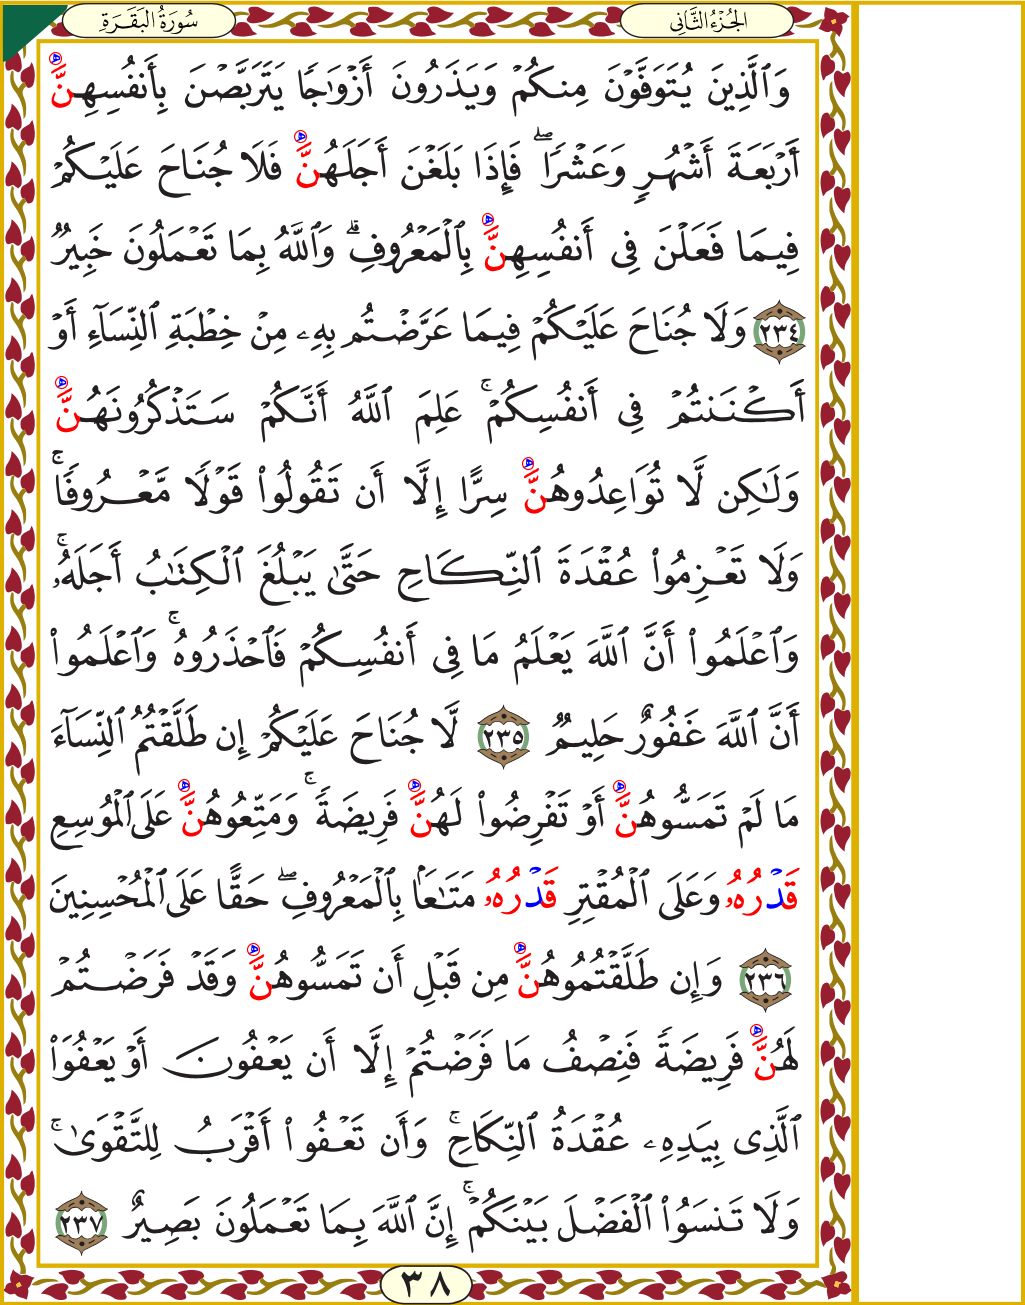 سُورَةُ البَقَرَةِ
الجُزْءُ الثَّانِي
وَٱلَّذِينَ يُتَوَفَّوْنَ مِنكُمْ وَيَذَرُونَ أَزْوَٰجًا يَتَرَبَّصْنَ بِأَنفُسِهِنَّ
أَرْبَعَةَ أَشْهُرٍ وَعَشْرًا ۖ فَإِذَا بَلَغْنَ أَجَلَهُنَّ فَلَا جُنَاحَ عَلَيْكُمْ
فِيمَا فَعَلْنَ فِىٓ أَنفُسِهِنَّ بِٱلْمَعْرُوفِ ۗ وَٱللَّهُ بِمَا تَعْمَلُونَ خَبِيرٌ
٢٣٤ وَلَا جُنَاحَ عَلَيْكُمْ فِيمَا عَرَّضْتُم بِهِۦ مِنْ خِطْبَةِ ٱلنِّسَآءِ أَوْ
أَكْنَنتُمْ فِى أَنفُسِكُمْ ۚ عَلِمَ ٱللَّهُ أَنَّكُمْ سَتَذْكُرُونَهُنَّ
وَلَٰكِن لَّا تُوَاعِدُوهُنَّ سِرًّا إِلَّا أَن تَقُولُوا۟ قَوْلًا مَّعْرُوفًا ۚ
وَلَا تَعْزِمُوا۟ عُقْدَةَ ٱلنِّكَاحِ حَتَّىٰ يَبْلُغَ ٱلْكِتَٰبُ أَجَلَهُۥ ۚ
وَٱعْلَمُوا۟ أَنَّ ٱللَّهَ يَعْلَمُ مَا فِى أَنفُسِكُمْ فَٱحْذَرُوهُ ۚ وَٱعْلَمُوا۟
أَنَّ ٱللَّهَ غَفُورٌ حَلِيمٌ ٢٣٥ لَّا جُنَاحَ عَلَيْكُمْ إِن طَلَّقْتُمُ ٱلنِّسَآءَ
مَا لَمْ تَمَسُّوهُنَّ أَوْ تَفْرِضُوا۟ لَهُنَّ فَرِيضَةً ۚ وَمَتِّعُوهُنَّ عَلَى ٱلْمُوسِعِ
قَدْرُهُۥ وَعَلَى ٱلْمُقْتِرِ قَدْرُهُۥ مَتَٰعًۢا بِٱلْمَعْرُوفِ ۖ حَقًّا عَلَى ٱلْمُحْسِنِينَ
٢٣٦ وَإِن طَلَّقْتُمُوهُنَّ مِن قَبْلِ أَن تَمَسُّوهُنَّ وَقَدْ فَرَضْتُمْ
لَهُنَّ فَرِيضَةً فَنِصْفُ مَا فَرَضْتُمْ إِلَّا أَن يَعْفُونَ أَوْ يَعْفُوَا۟
ٱلَّذِى بِيَدِهِۦ عُقْدَةُ ٱلنِّكَاحِ ۚ وَأَن تَعْفُوا۟ أَقْرَبُ لِلتَّقْوَىٰ ۚ
وَلَا تَنسَوُا۟ ٱلْفَضْلَ بَيْنَكُمْ ۚ إِنَّ ٱللَّهَ بِمَا تَعْمَلُونَ بَصِيرٌ ٢٣٧
٣٨